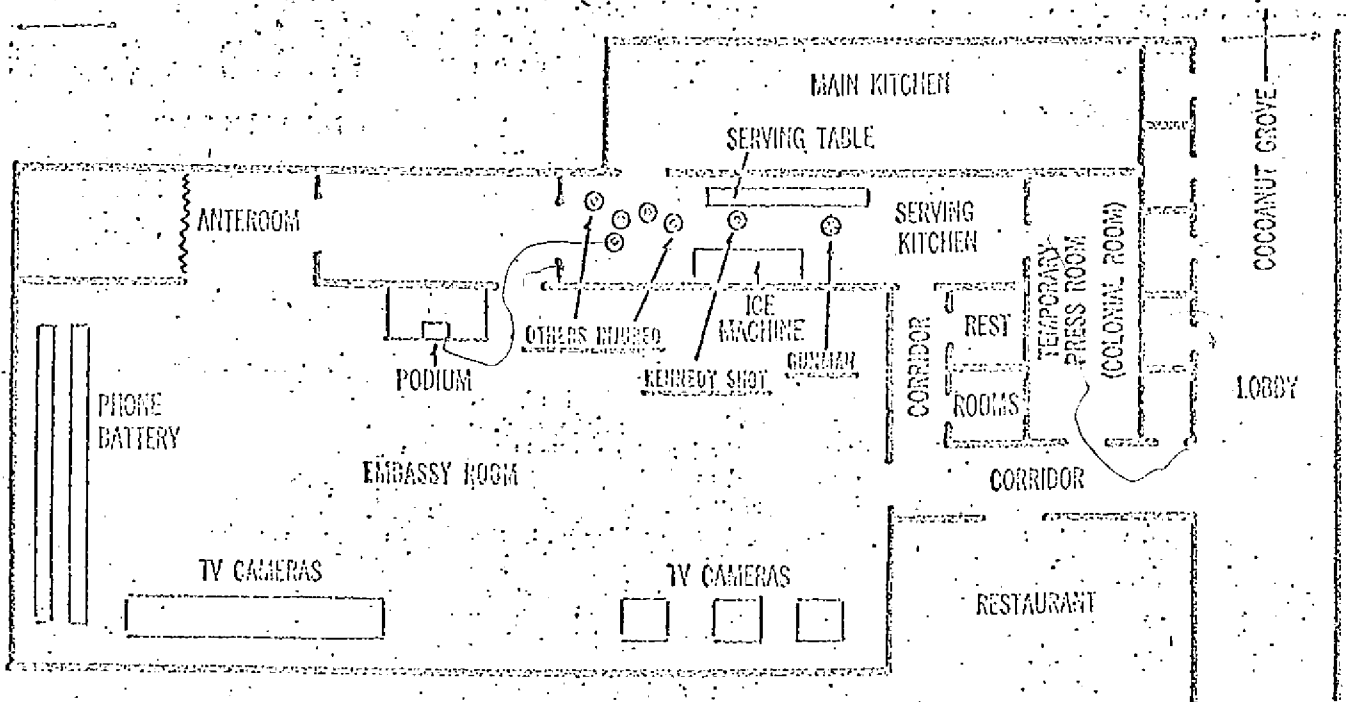 MAIN KITCHEN
SERVING TABLE
ANTEROOM
SERVING
KITCHEN
TEMPORARY
PRESS ROOM
(COLONIAL ROOM)
COCOANUT GROVE
OTHERS INJURED
ICE
MACHINE
GUNMAN
KENNEDY SHOT
PODIUM
CORRIDOR
REST
ROOMS
LOBBY
PHONE
BATTERY
EMBASSY ROOM
CORRIDOR
TV CAMERAS
TV CAMERAS
RESTAURANT